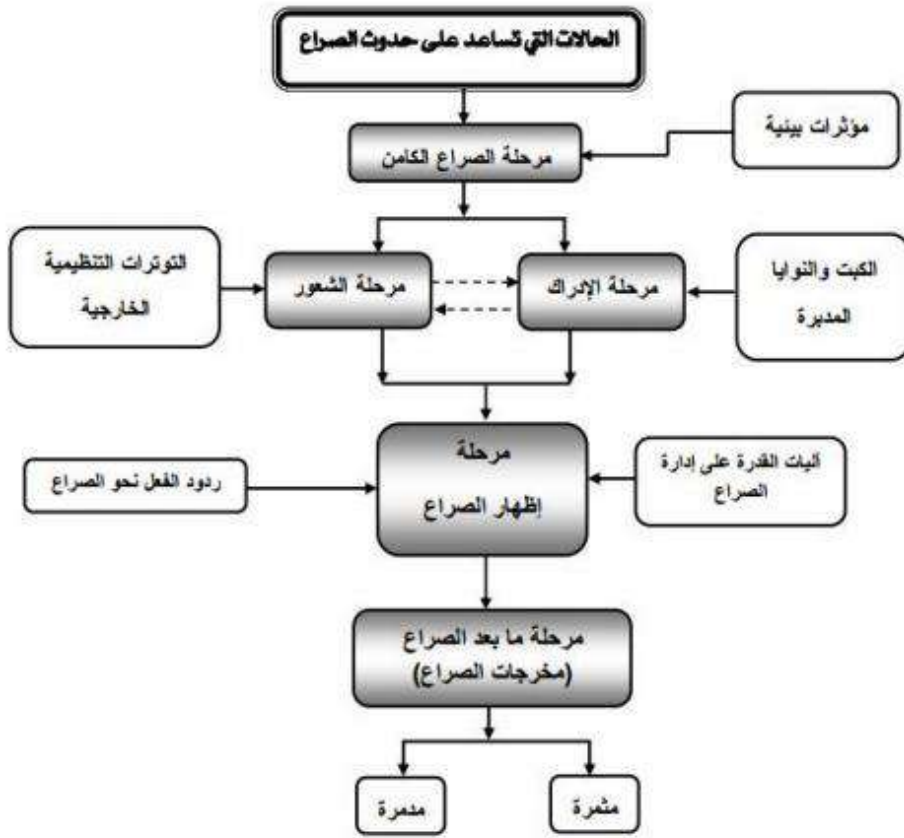 الحالات التي تساعد على حدوث الصراع
مؤثرات بيئية
مرحلة الصراع الكامن
الكبت والنوايا
المدبرة
مرحلة الإدراك
مرحلة الشعور
التوترات التنظيمية
الخارجية
آليات القدرة على إدارة
الصراع
مرحلة
إظهار الصراع
ردود الفعل نحو الصراع
مرحلة ما بعد الصراع
(مخرجات الصراع)
مثمرة
مدمرة